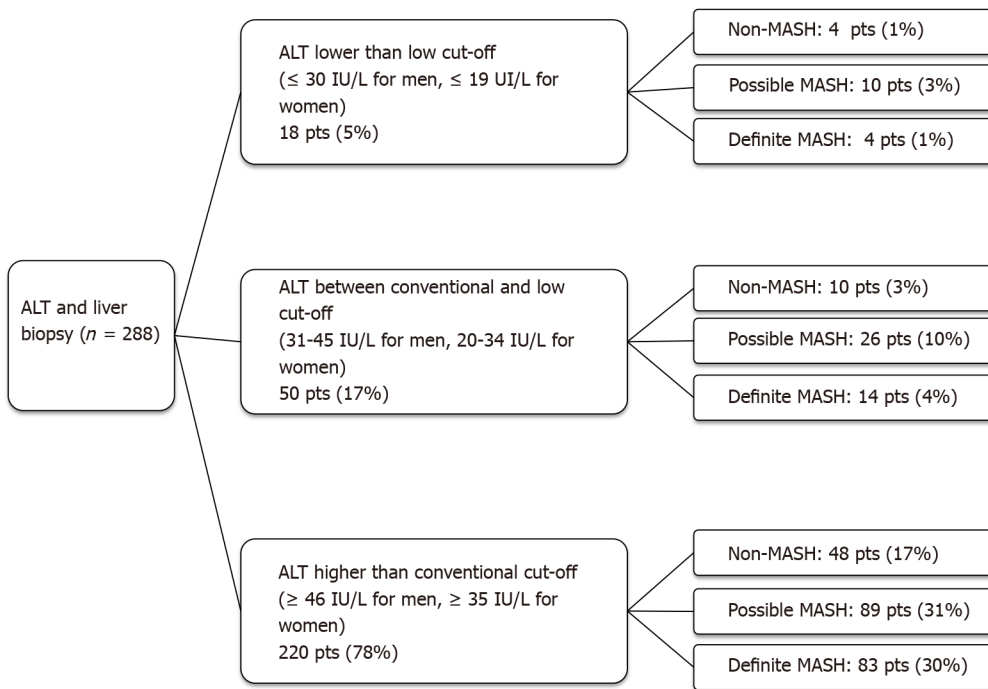 ALT and liver
biopsy (n = 288)
ALT lower than low cut-off
(≤ 30 IU/L for men, ≤ 19 UI/L for
women)
18 pts (5%)
Non-MASH: 4 pts (1%)
Possible MASH: 10 pts (3%)
Definite MASH: 4 pts (1%)
ALT between conventional and low
cut-off
(31-45 IU/L for men, 20-34 IU/L for
women)
50 pts (17%)
Non-MASH: 10 pts (3%)
Possible MASH: 26 pts (10%)
Definite MASH: 14 pts (4%)
ALT higher than conventional cut-off
(≥ 46 IU/L for men, ≥ 35 IU/L for
women)
220 pts (78%)
Non-MASH: 48 pts (17%)
Possible MASH: 89 pts (31%)
Definite MASH: 83 pts (30%)